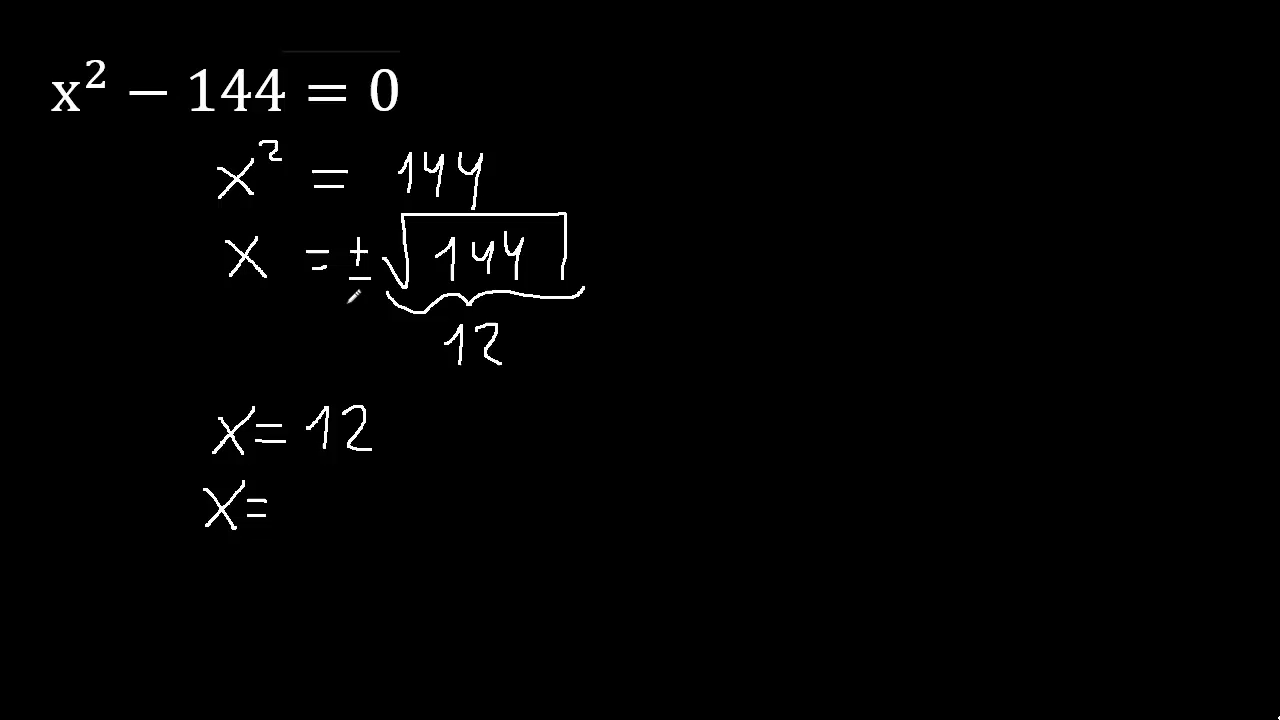 x² − 144 = 0
x² = 144
x = ±√144
12
x = 12
x =